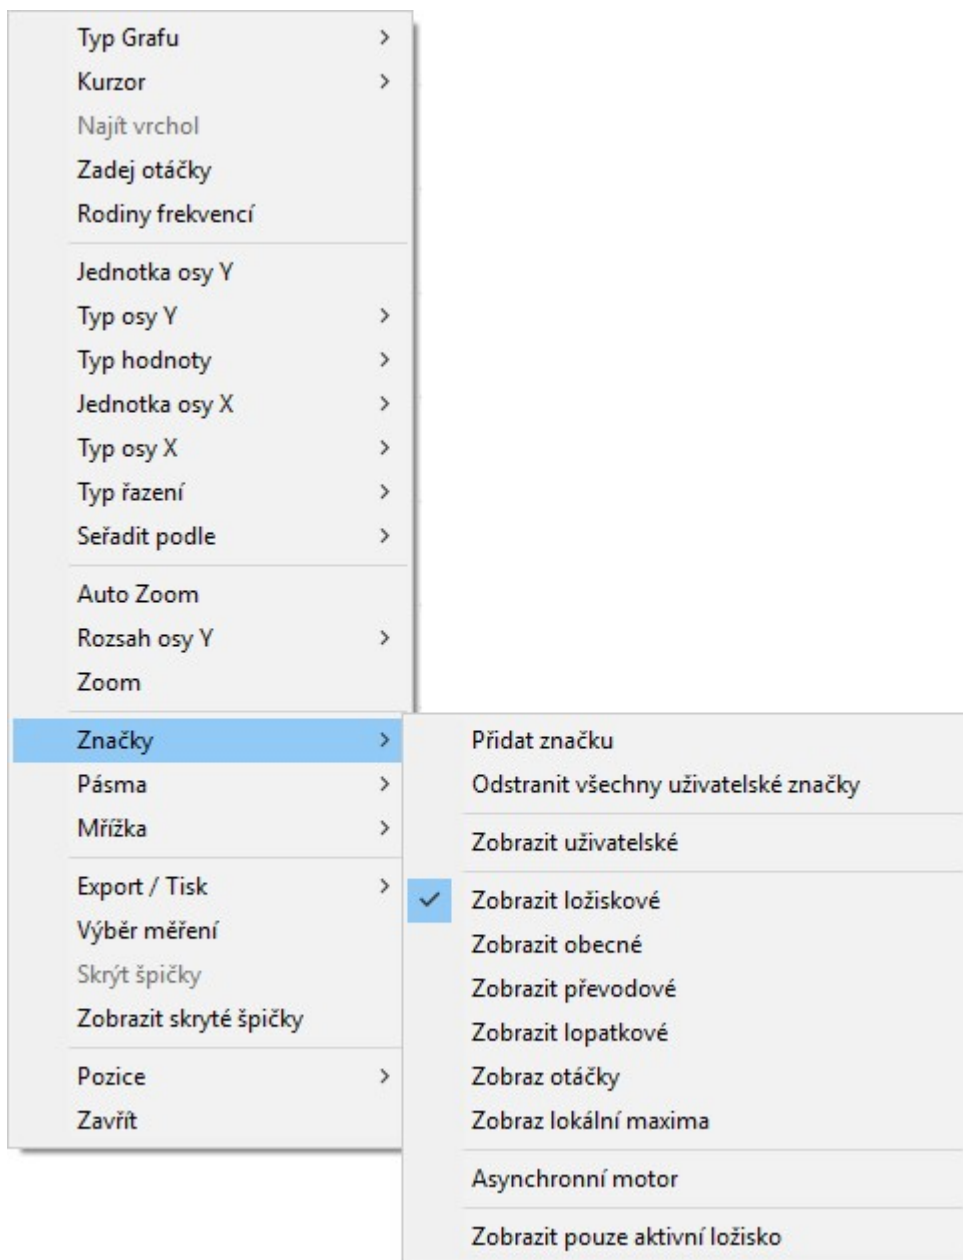 Typ Grafu
Kurzor
Najít vrchol
Zadej otáčky
Rodiny frekvencí
Jednotka osy Y
Typ osy Y
Typ hodnoty
Jednotka osy X
Typ osy X
Typ řazení
Seřadit podle
Auto Zoom
Rozsah osy Y
Zoom
Značky
Pásma
Mřížka
Export / Tisk
Výběr měření
Skrýt špičky
Zobrazit skryté špičky
Pozice
Zavřít
Přidat značku
Odstranit všechny uživatelské značky
Zobrazit uživatelské
Zobrazit ložiskové
Zobrazit obecné
Zobrazit převodové
Zobrazit lopatkové
Zobraz otáčky
Zobraz lokální maxima
Asynchronní motor
Zobrazit pouze aktivní ložisko